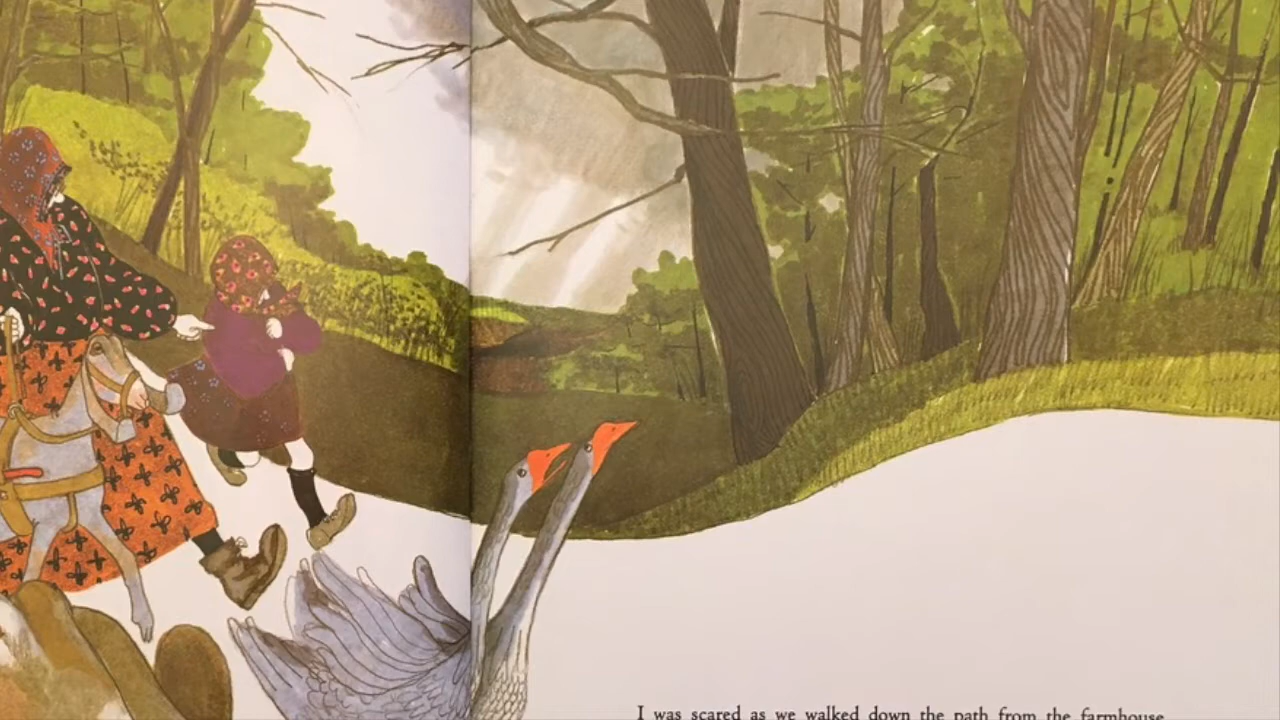 I was scared as we walked down the path from the farmhouse